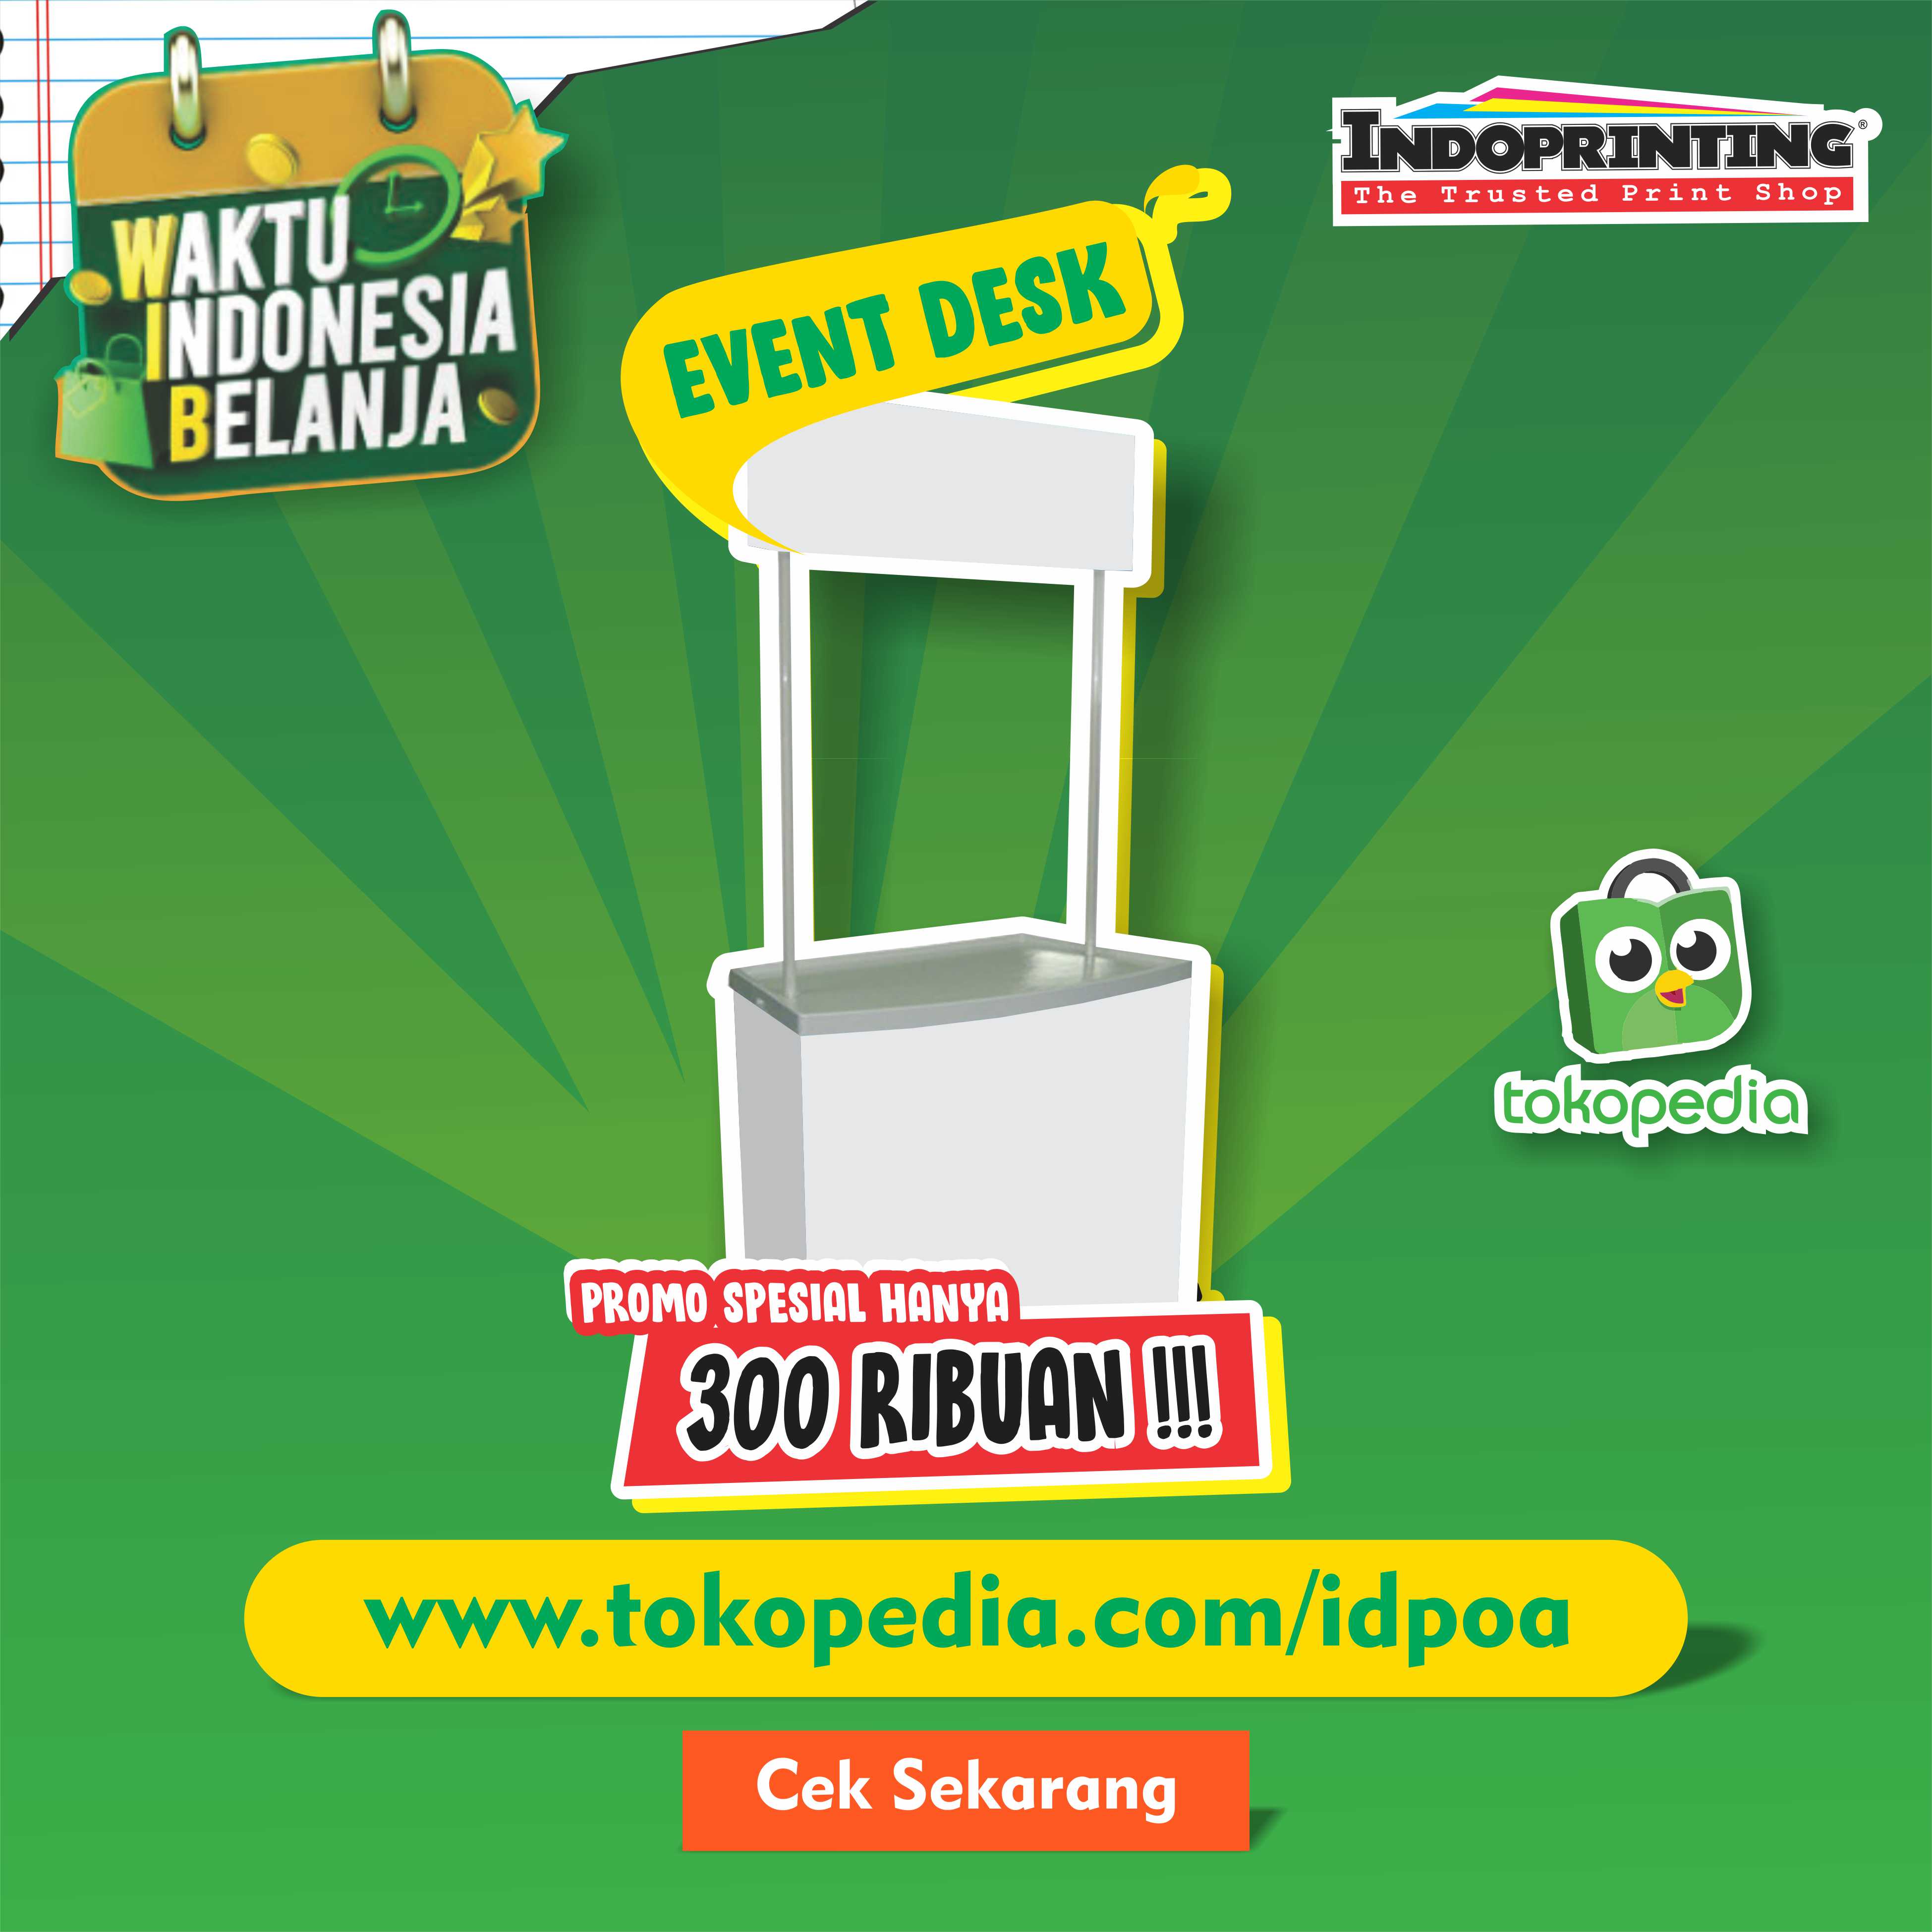 WAKTU
INDONESIA
BELANJA
INDOPRINTING®
The Trusted Print Shop
EVENT DESK
tokopedia
PROMO SPESIAL HANYA
300 RIBUAN !!!
www.tokopedia.com/idpoa
Cek Sekarang